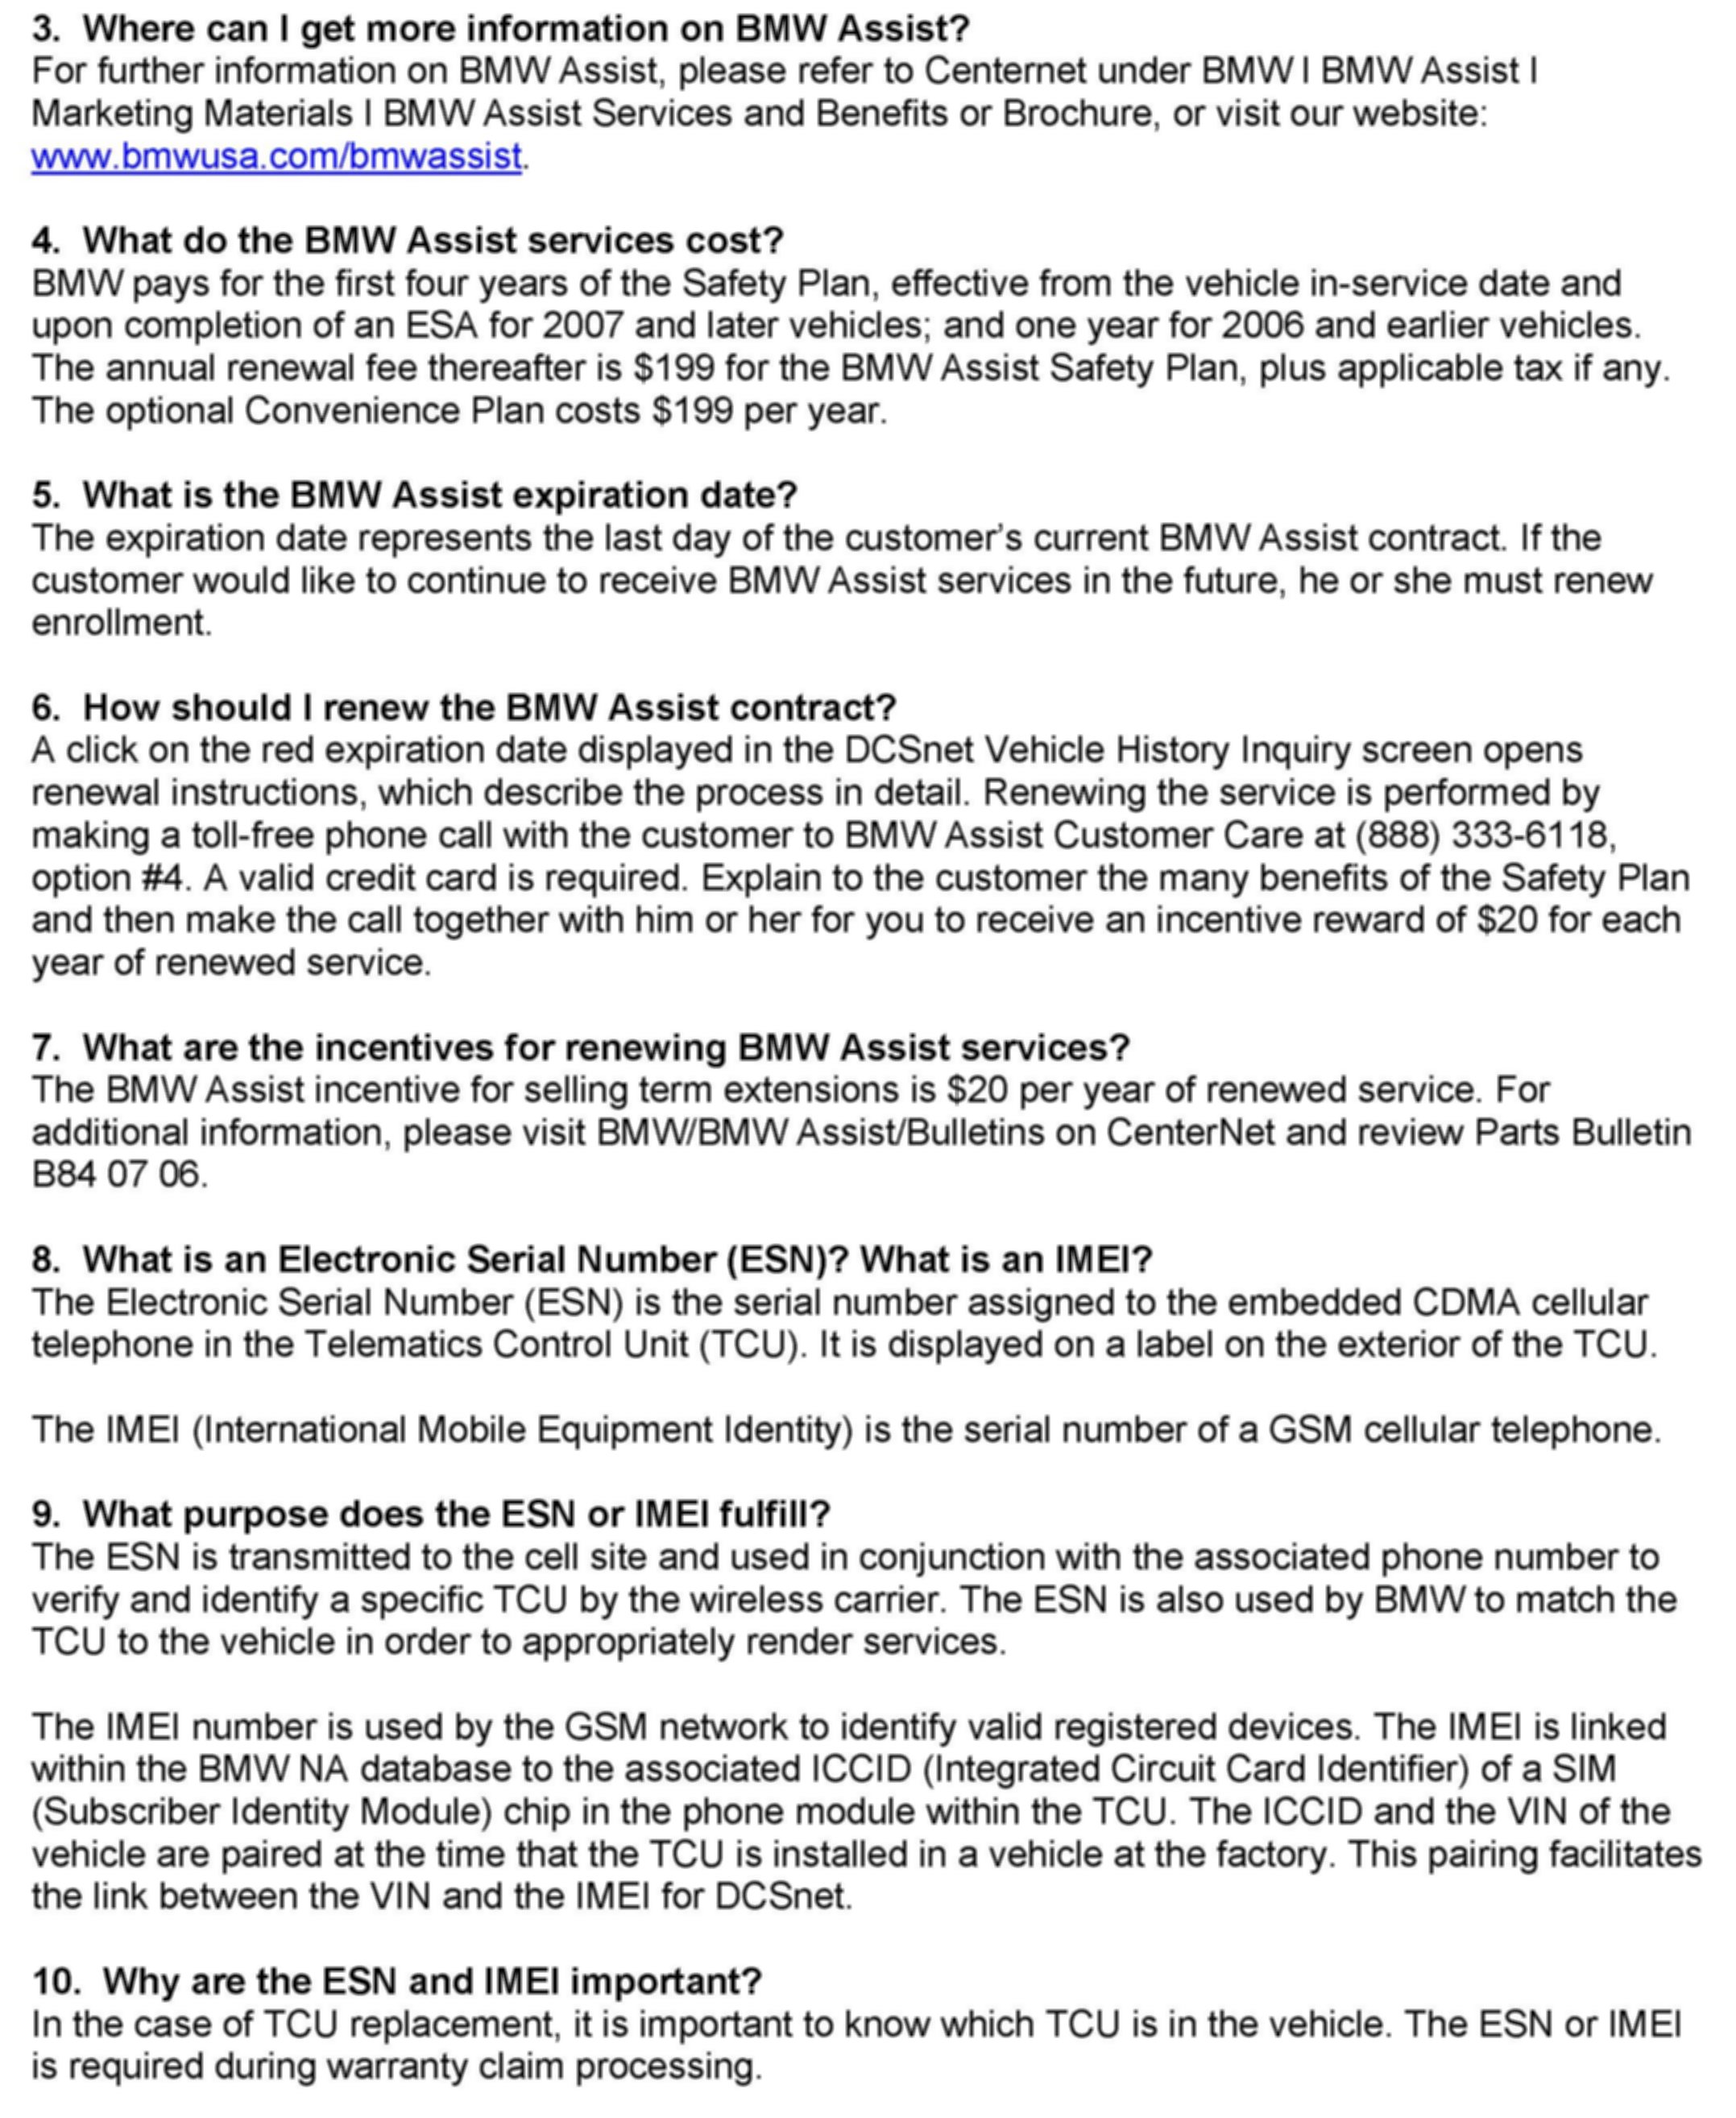 3.  Where can I get more information on BMW Assist?
For further information on BMW Assist, please refer to Centernet under BMW I BMW Assist I
Marketing Materials I BMW Assist Services and Benefits or Brochure, or visit our website:
www.bmwusa.com/bmwassist.
4.  What do the BMW Assist services cost?
BMW pays for the first four years of the Safety Plan, effective from the vehicle in-service date and
upon completion of an ESA for 2007 and later vehicles; and one year for 2006 and earlier vehicles.
The annual renewal fee thereafter is $199 for the BMW Assist Safety Plan, plus applicable tax if any.
The optional Convenience Plan costs $199 per year.
5.  What is the BMW Assist expiration date?
The expiration date represents the last day of the customer’s current BMW Assist contract. If the
customer would like to continue to receive BMW Assist services in the future, he or she must renew
enrollment.
6.  How should I renew the BMW Assist contract?
A click on the red expiration date displayed in the DCSnet Vehicle History Inquiry screen opens
renewal instructions, which describe the process in detail. Renewing the service is performed by
making a toll-free phone call with the customer to BMW Assist Customer Care at (888) 333-6118,
option #4. A valid credit card is required. Explain to the customer the many benefits of the Safety Plan
and then make the call together with him or her for you to receive an incentive reward of $20 for each
year of renewed service.
7.  What are the incentives for renewing BMW Assist services?
The BMW Assist incentive for selling term extensions is $20 per year of renewed service. For
additional information, please visit BMW/BMW Assist/Bulletins on CenterNet and review Parts Bulletin
B84 07 06.
8.  What is an Electronic Serial Number (ESN)? What is an IMEI?
The Electronic Serial Number (ESN) is the serial number assigned to the embedded CDMA cellular
telephone in the Telematics Control Unit (TCU). It is displayed on a label on the exterior of the TCU.
The IMEI (International Mobile Equipment Identity) is the serial number of a GSM cellular telephone.
9.  What purpose does the ESN or IMEI fulfill?
The ESN is transmitted to the cell site and used in conjunction with the associated phone number to
verify and identify a specific TCU by the wireless carrier. The ESN is also used by BMW to match the
TCU to the vehicle in order to appropriately render services.
The IMEI number is used by the GSM network to identify valid registered devices. The IMEI is linked
within the BMW NA database to the associated ICCID (Integrated Circuit Card Identifier) of a SIM
(Subscriber Identity Module) chip in the phone module within the TCU. The ICCID and the VIN of the
vehicle are paired at the time that the TCU is installed in a vehicle at the factory. This pairing facilitates
the link between the VIN and the IMEI for DCSnet.
10.  Why are the ESN and IMEI important?
In the case of TCU replacement, it is important to know which TCU is in the vehicle. The ESN or IMEI
is required during warranty claim processing.